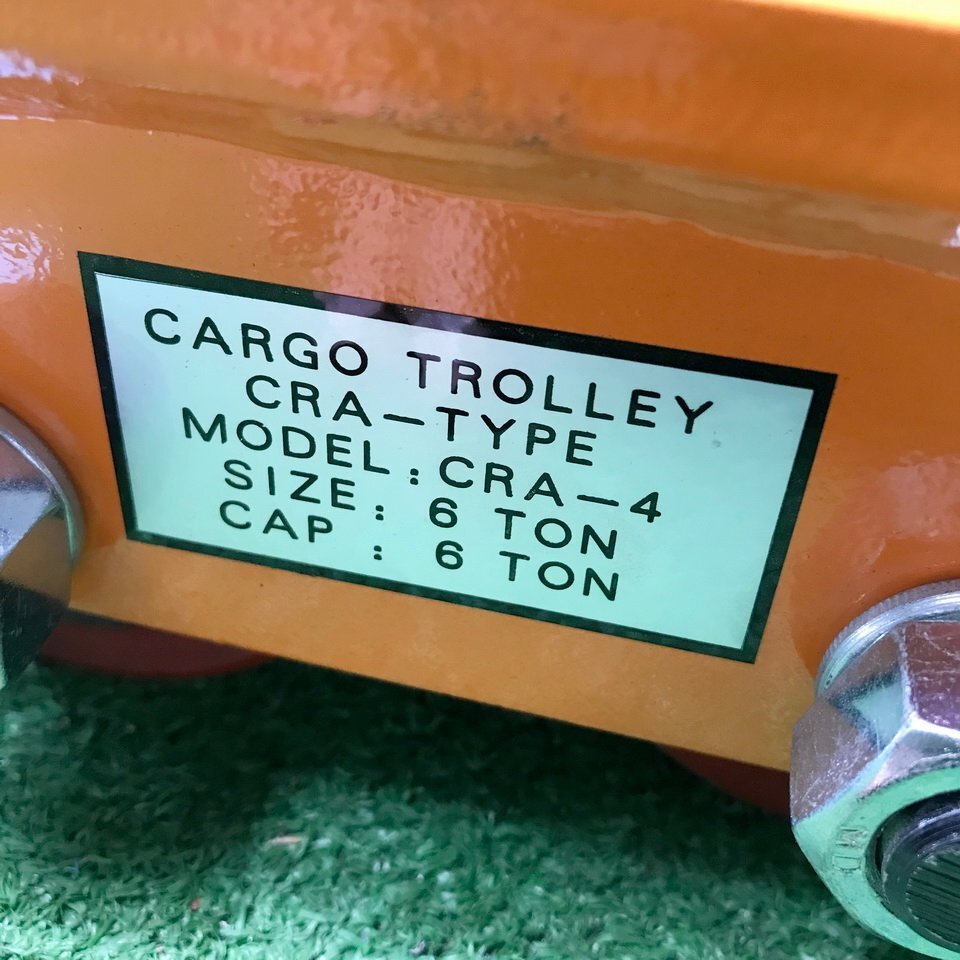 CARGO TROLLEY
CRA-TYPE
MODEL:CRA-4
SIZE: 6 TON
CAP : 6 TON